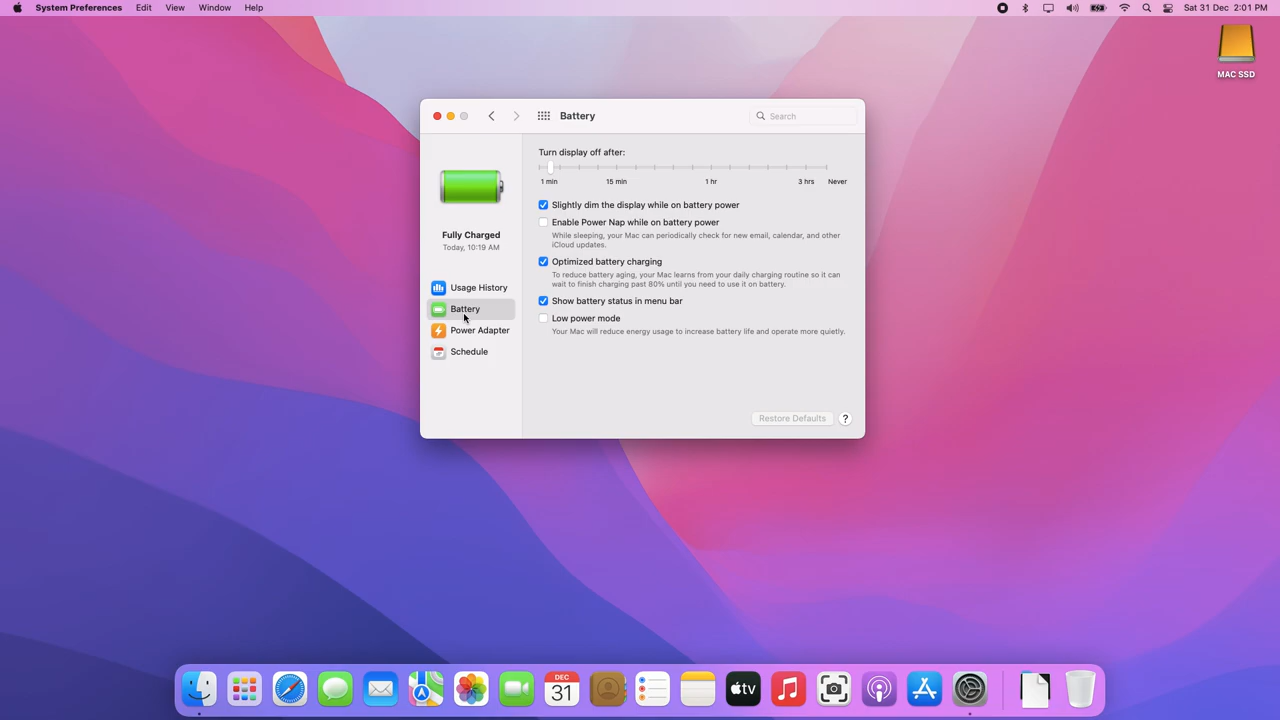 System Preferences Edit View Window Help Sat 31 Dec 2:01 PM
MAC SSD
Battery
Search
Fully Charged
Today, 10:19 AM
Usage History
Battery
Power Adapter
Schedule
Turn display off after:
1 min 15 min 1 hr 3 hrs Never
Slightly dim the display while on battery power
Enable Power Nap while on battery power
While sleeping, your Mac can periodically check for new email, calendar, and other
iCloud updates.
Optimized battery charging
To reduce battery aging, your Mac learns from your daily charging routine so it can
wait to finish charging past 80% until you need to use it on battery.
Show battery status in menu bar
Low power mode
Your Mac will reduce energy usage to increase battery life and operate more quietly.
Restore Defaults ?
DEC
31
tv